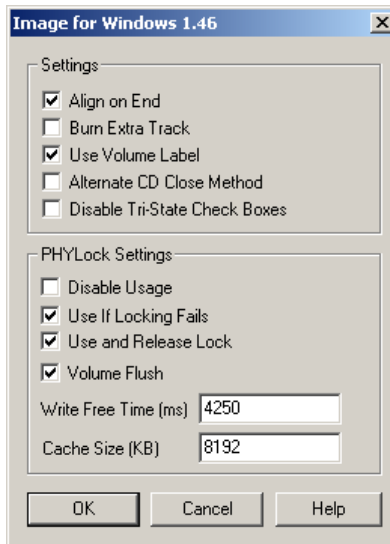 Image for Windows 1.46
Settings
Align on End
Burn Extra Track
Use Volume Label
Alternate CD Close Method
Disable Tri-State Check Boxes
PHYLock Settings
Disable Usage
Use If Locking Fails
Use and Release Lock
Volume Flush
Write Free Time (ms) 4250
Cache Size (KB) 8192
OK Cancel Help